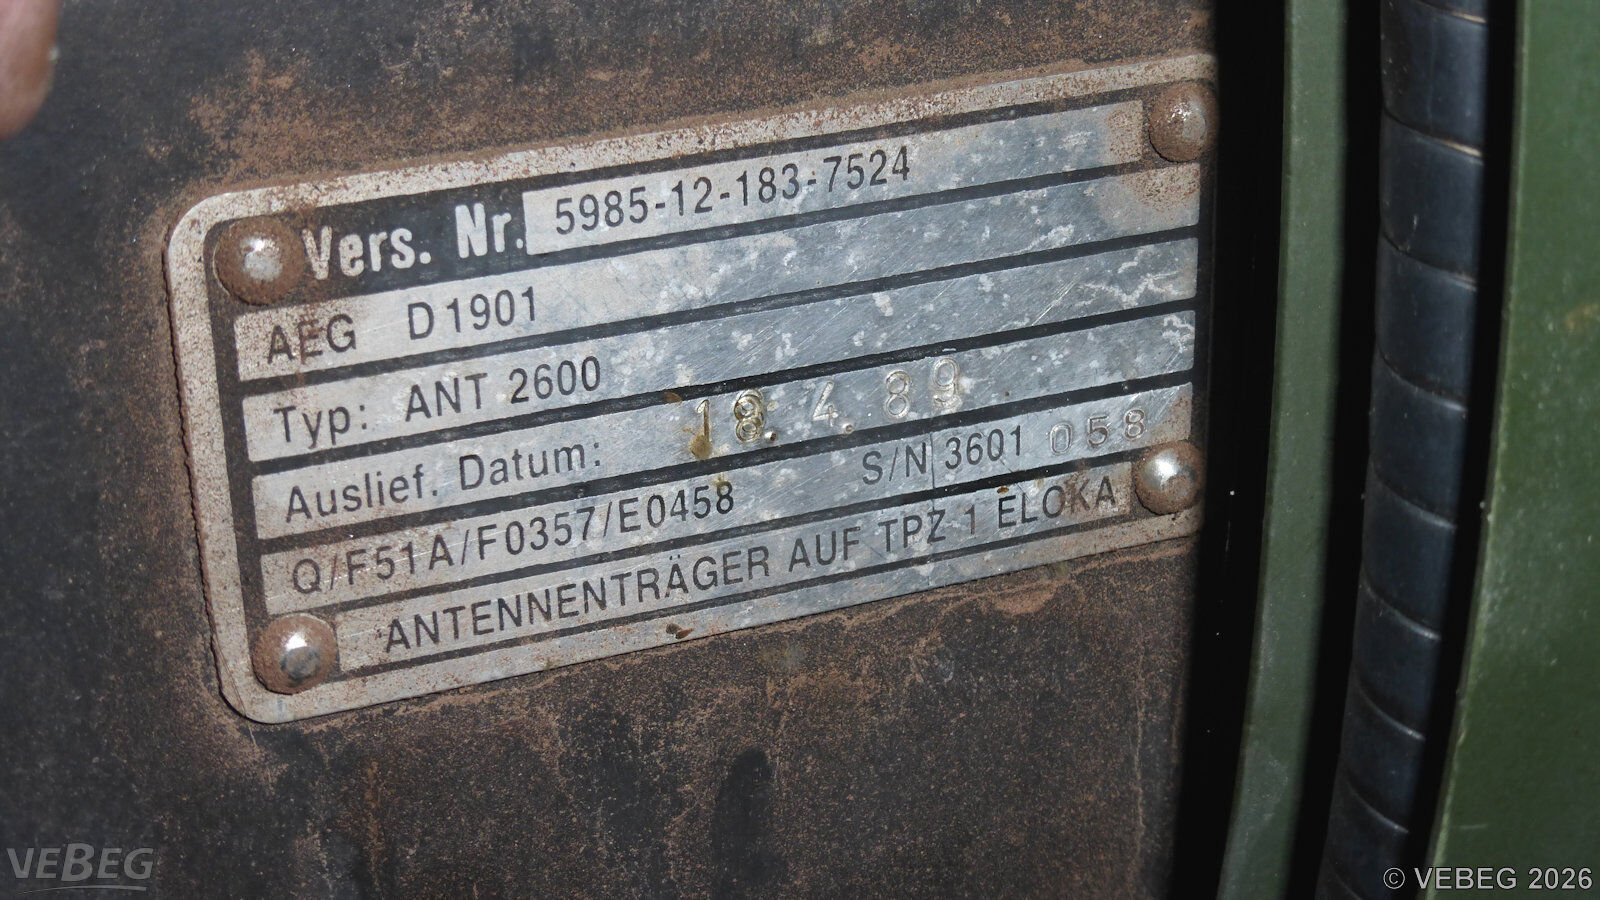 Vers. Nr. 5985-12-183-7524
AEG D1901
Typ: ANT 2600
Auslief. Datum: 18. 4. 89
Q/F51A/F0357/E0458 S/N 3601 058
ANTENNENTRÄGER AUF TPZ 1 ELOKA
VEBEG
© VEBEG 2026